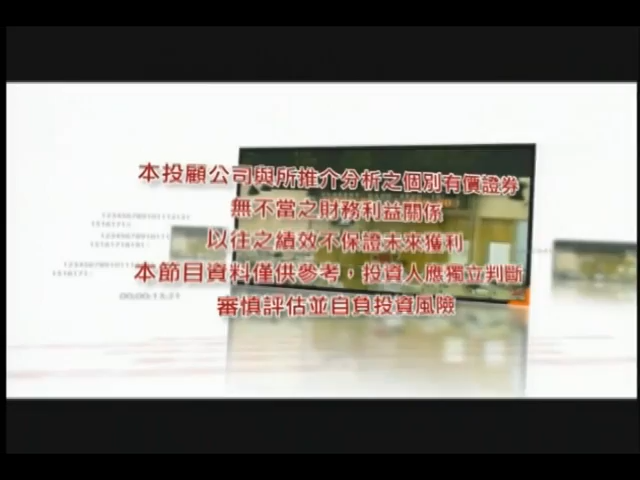 本投顧公司與所推介分析之個別有價證券
無不當之財務利益關係
以往之績效不保證未來獲利
本節目資料僅供參考，投資人應獨立判斷
審慎評估並自負投資風險